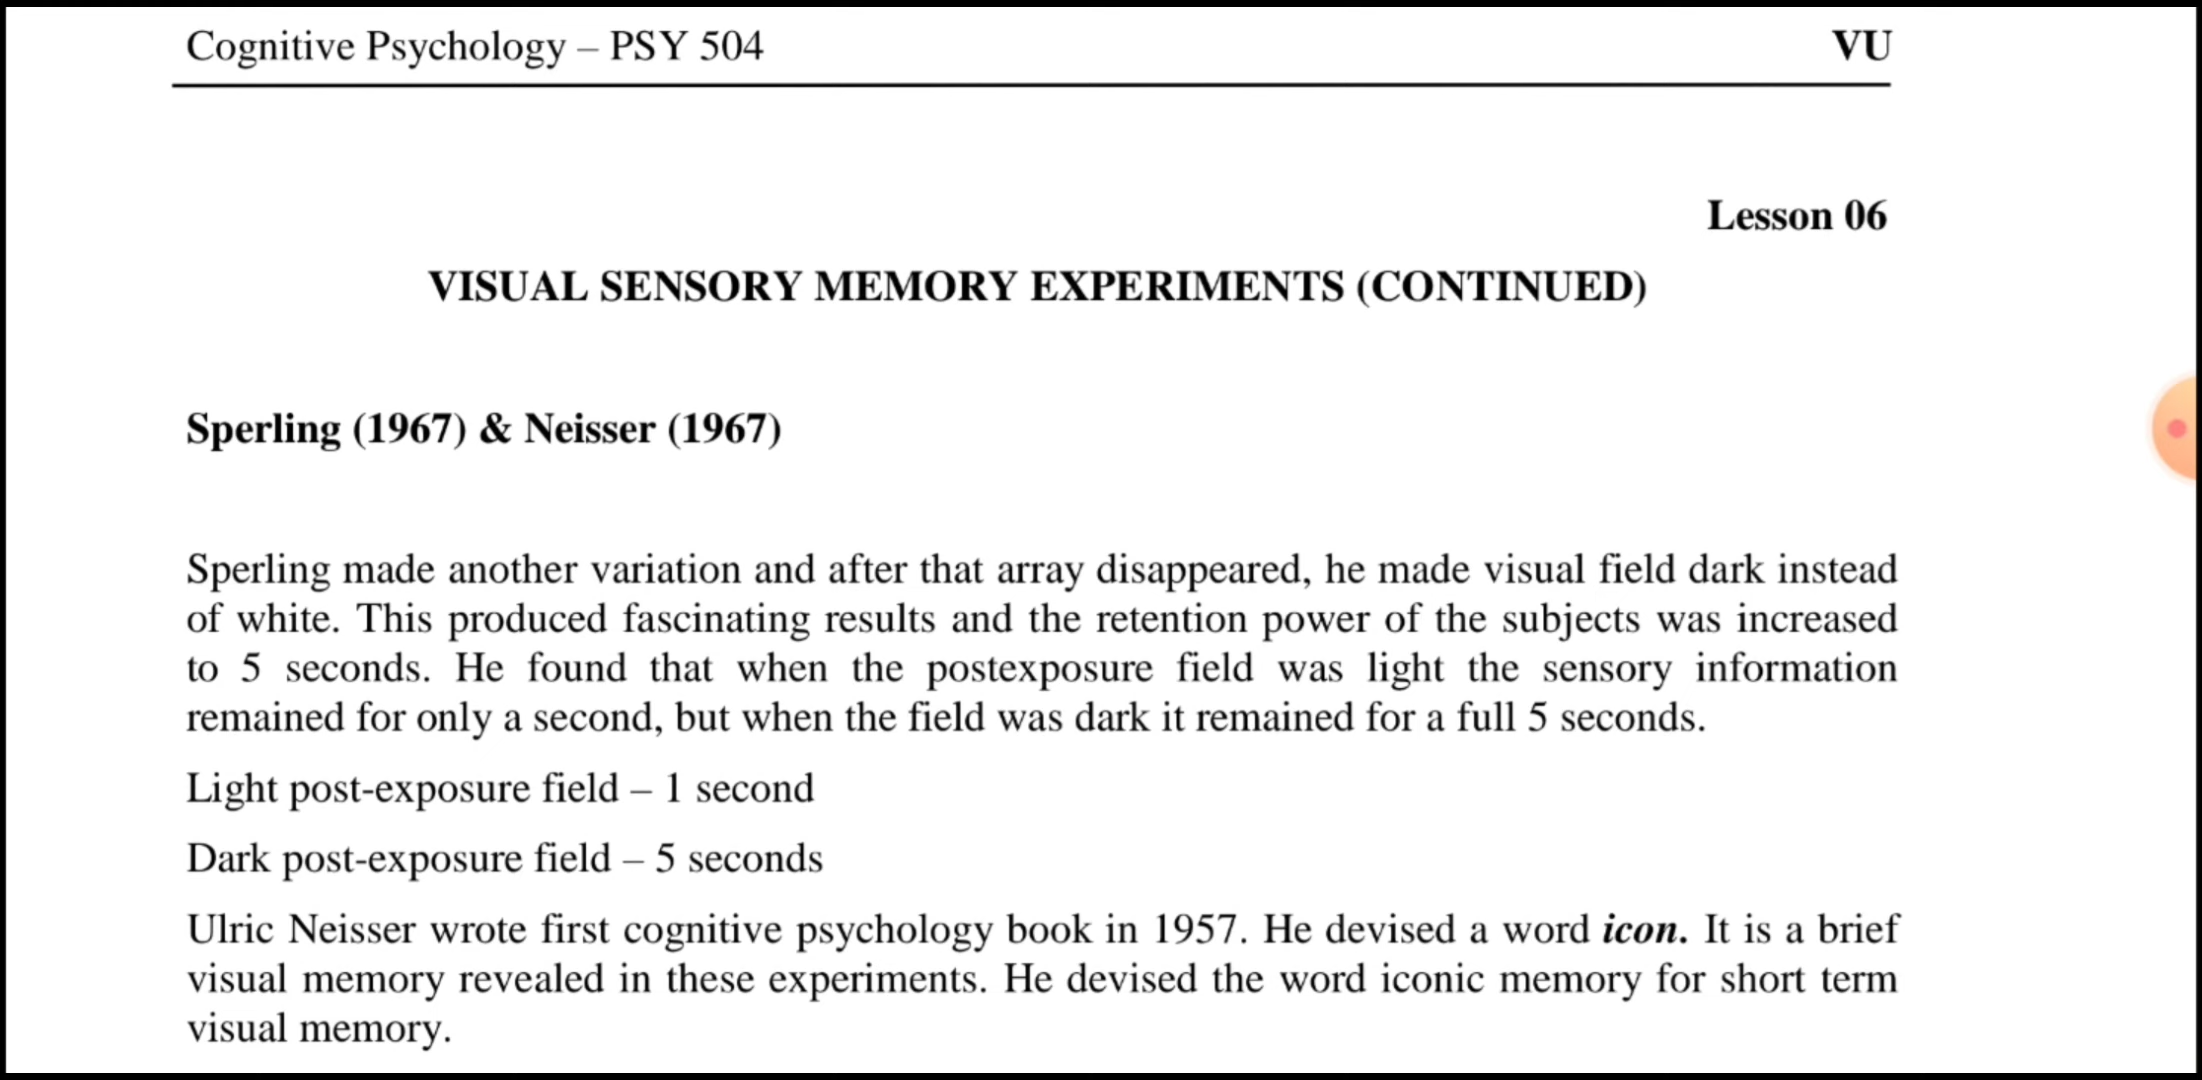 Cognitive Psychology – PSY 504 VU
Lesson 06
VISUAL SENSORY MEMORY EXPERIMENTS (CONTINUED)
Sperling (1967) & Neisser (1967)
Sperling made another variation and after that array disappeared, he made visual field dark instead
of white. This produced fascinating results and the retention power of the subjects was increased
to 5 seconds. He found that when the postexposure field was light the sensory information
remained for only a second, but when the field was dark it remained for a full 5 seconds.
Light post-exposure field – 1 second
Dark post-exposure field – 5 seconds
Ulric Neisser wrote first cognitive psychology book in 1957. He devised a word icon. It is a brief
visual memory revealed in these experiments. He devised the word iconic memory for short term
visual memory.